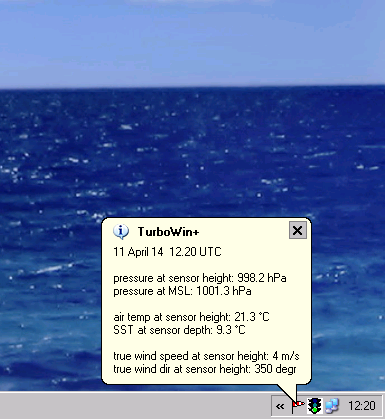 TurboWin+
11 April 14 12.20 UTC
pressure at sensor height: 998.2 hPa
pressure at MSL: 1001.3 hPa
air temp at sensor height: 21.3 °C
SST at sensor depth: 9.3 °C
true wind speed at sensor height: 4 m/s
true wind dir at sensor height: 350 degr
12:20